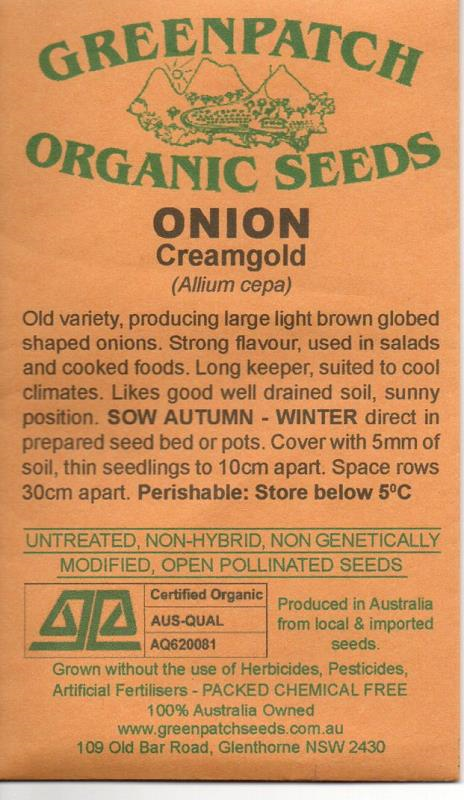 GREENPATCH
ORGANIC SEEDS
ONION
Creamgold
(Allium cepa)
Old variety, producing large light brown globed
shaped onions. Strong flavour, used in salads
and cooked foods. Long keeper, suited to cool
climates. Likes good well drained soil, sunny
position. SOW AUTUMN - WINTER direct in
prepared seed bed or pots. Cover with 5mm of
soil, thin seedlings to 10cm apart. Space rows
30cm apart. Perishable: Store below 5⁰C
UNTREATED, NON-HYBRID, NON GENETICALLY
MODIFIED, OPEN POLLINATED SEEDS
Certified Organic
AUS-QUAL
AQ620081
Produced in Australia
from local & imported
seeds.
Grown without the use of Herbicides, Pesticides,
Artificial Fertilisers - PACKED CHEMICAL FREE
100% Australia Owned
www.greenpatchseeds.com.au
109 Old Bar Road, Glenthorne NSW 2430